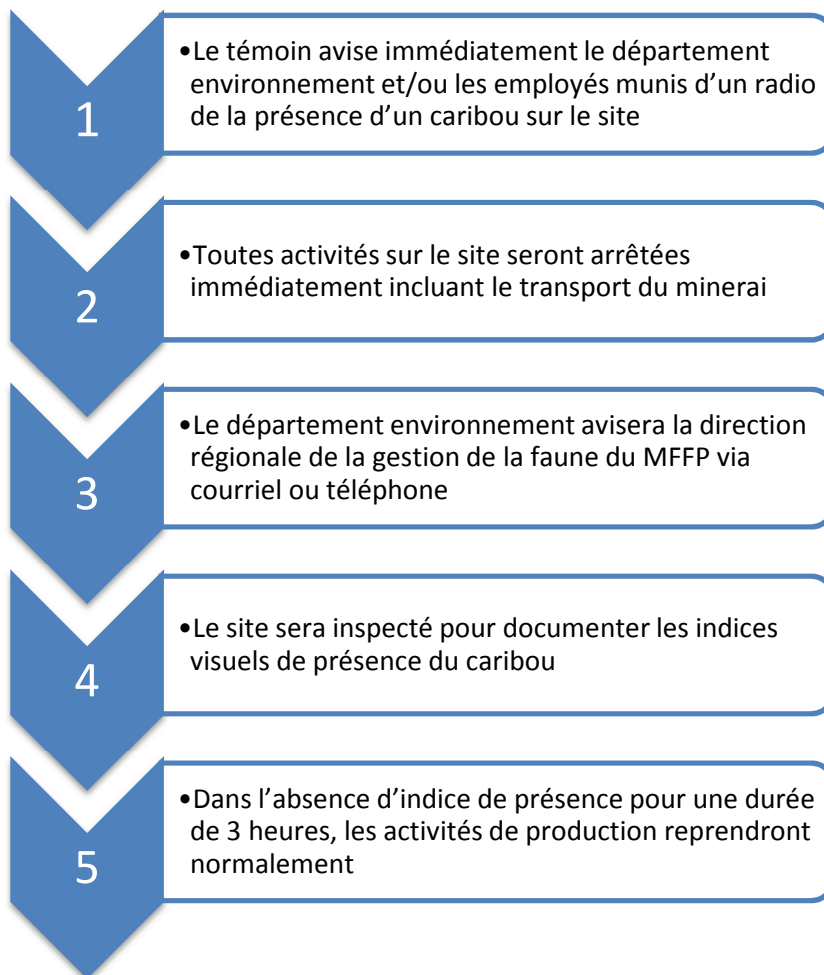 1
•Le témoin avise immédiatement le département
environnement et/ou les employés munis d'un radio
de la présence d'un caribou sur le site
2
•Toutes activités sur le site seront arrêtées
immédiatement incluant le transport du minerai
3
•Le département environnement avisera la direction
régionale de la gestion de la faune du MFFP via
courriel ou téléphone
4
•Le site sera inspecté pour documenter les indices
visuels de présence du caribou
5
•Dans l'absence d'indice de présence pour une durée
de 3 heures, les activités de production reprendront
normalement